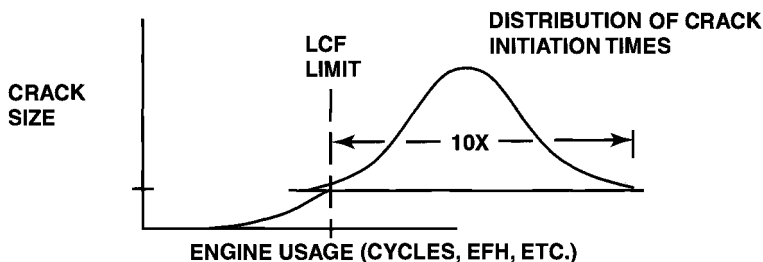 DISTRIBUTION OF CRACK
INITIATION TIMES
LCF
LIMIT
CRACK
SIZE
10X
ENGINE USAGE (CYCLES, EFH, ETC.)